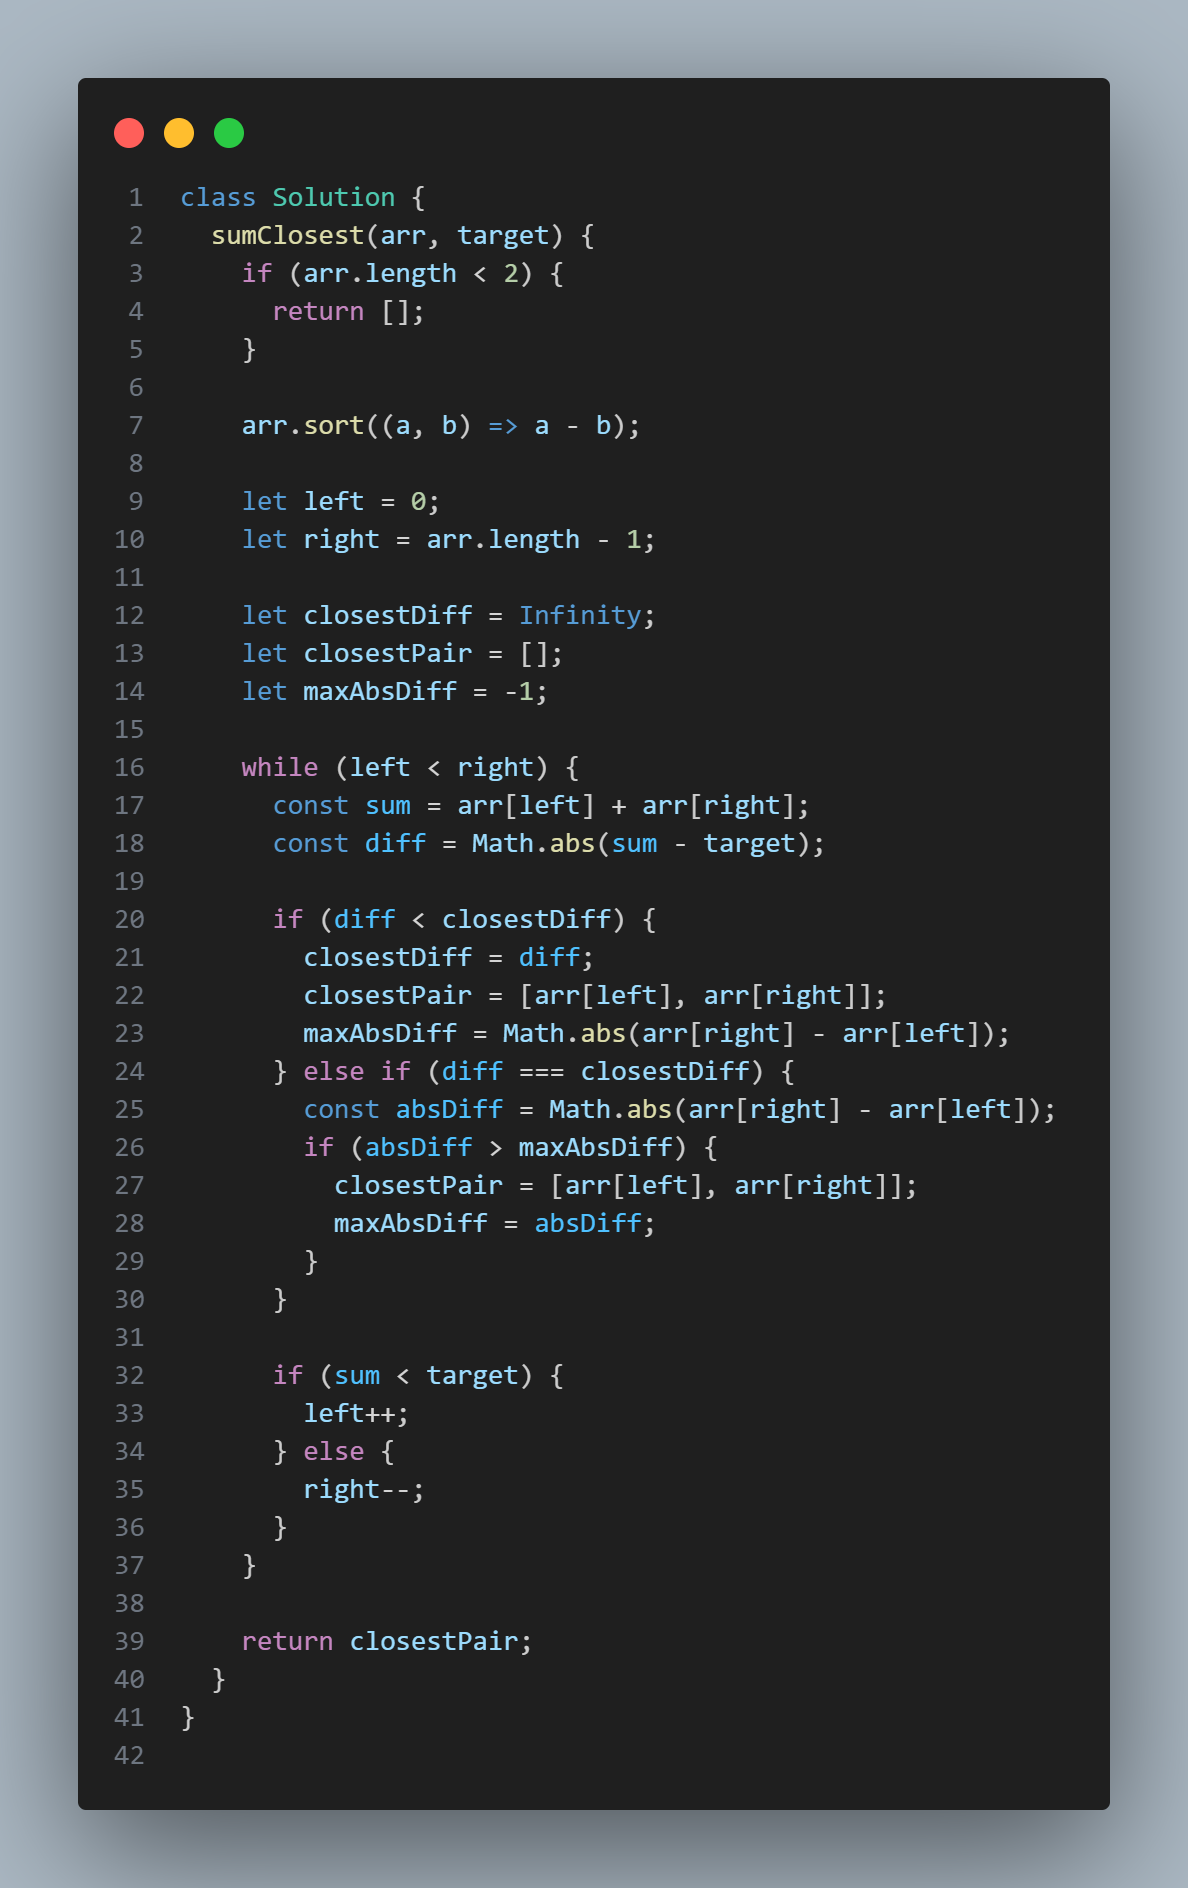 1 class Solution {
2   sumClosest(arr, target) {
3     if (arr.length < 2) {
4       return [];
5     }
6
7     arr.sort((a, b) => a - b);
8
9     let left = 0;
10     let right = arr.length - 1;
11
12     let closestDiff = Infinity;
13     let closestPair = [];
14     let maxAbsDiff = -1;
15
16     while (left < right) {
17       const sum = arr[left] + arr[right];
18       const diff = Math.abs(sum - target);
19
20       if (diff < closestDiff) {
21         closestDiff = diff;
22         closestPair = [arr[left], arr[right]];
23         maxAbsDiff = Math.abs(arr[right] - arr[left]);
24       } else if (diff === closestDiff) {
25         const absDiff = Math.abs(arr[right] - arr[left]);
26         if (absDiff > maxAbsDiff) {
27           closestPair = [arr[left], arr[right]];
28           maxAbsDiff = absDiff;
29         }
30       }
31
32       if (sum < target) {
33         left++;
34       } else {
35         right--;
36       }
37     }
38
39     return closestPair;
40   }
41 }
42